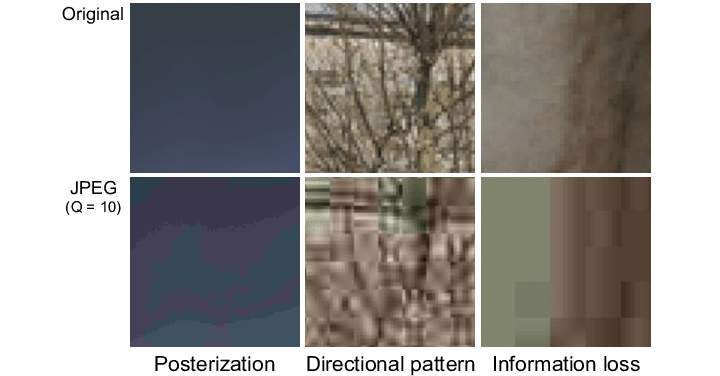 Original
JPEG
(Q = 10)
Posterization
Directional pattern
Information loss